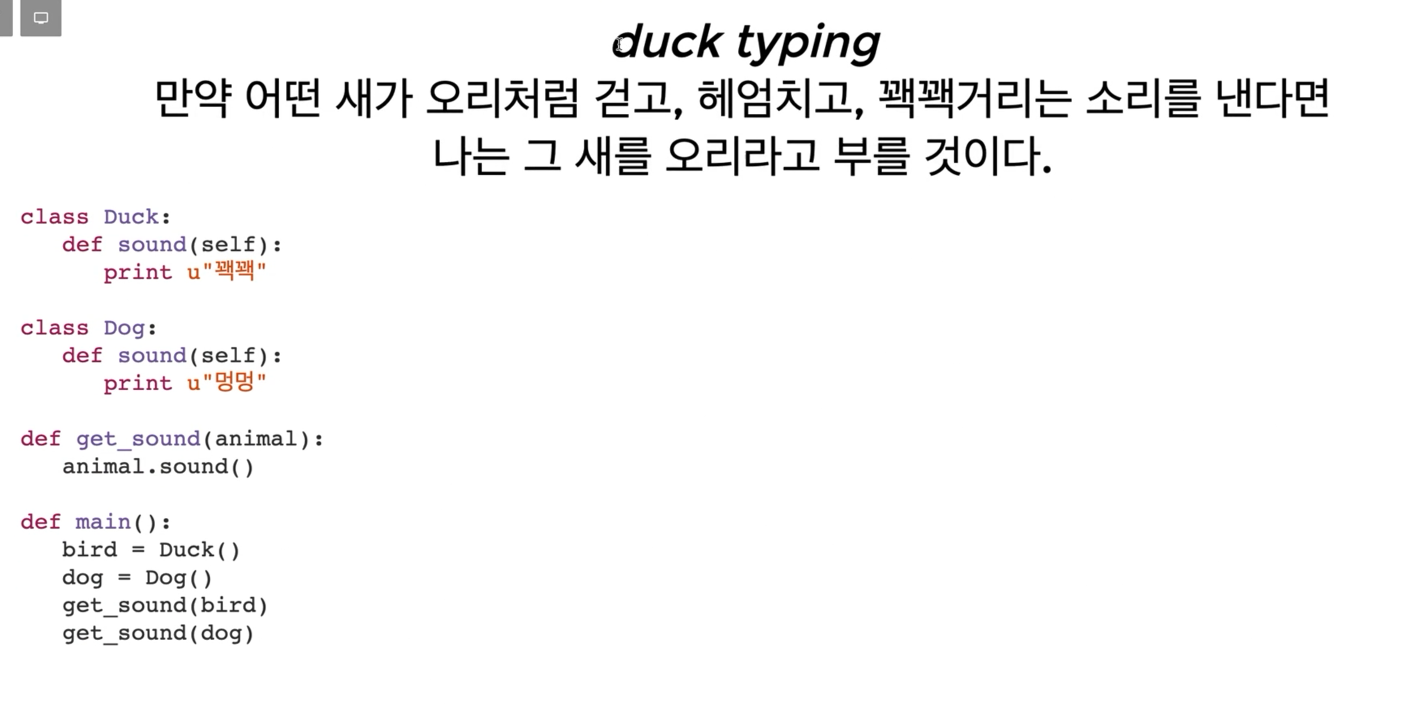 duck typing
만약 어떤 새가 오리처럼 걷고, 헤엄치고, 꽥꽥거리는 소리를 낸다면
나는 그 새를 오리라고 부를 것이다.
class Duck:
   def sound(self):
      print u"꽥꽥"
class Dog:
   def sound(self):
      print u"멍멍"
def get_sound(animal):
   animal.sound()
def main():
   bird = Duck()
   dog = Dog()
   get_sound(bird)
   get_sound(dog)